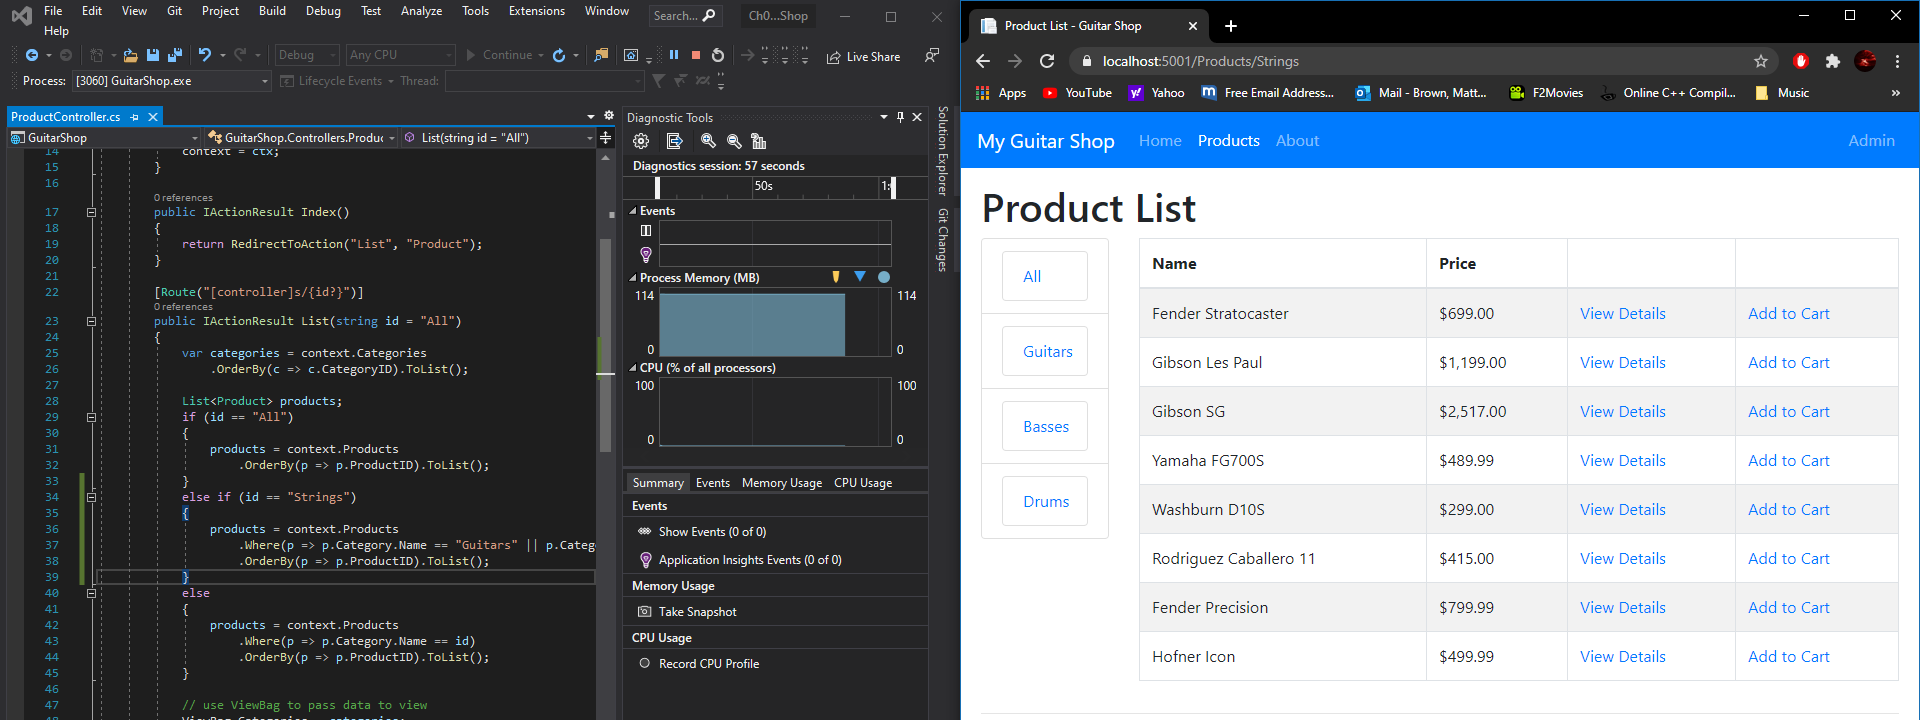 File Edit View Git Project Build Debug Test Analyze Tools Extensions Window Search... Ch0...Shop
Help
Debug Any CPU Continue Live Share
Process: [3060] GuitarShop.exe Lifecycle Events Thread:
ProductController.cs
GuitarShop GuitarShop.Controllers.Produc List(string id = "All")
14 context = ctx;
15 }
16
0 references
17 public IActionResult Index()
18 {
19 return RedirectToAction("List", "Product");
20 }
21
22 [Route("[controller]s/{id?}")]
0 references
23 public IActionResult List(string id = "All")
24 {
25 var categories = context.Categories
26 .OrderBy(c => c.CategoryID).ToList();
27
28 List<Product> products;
29 if (id == "All")
30 {
31 products = context.Products
32 .OrderBy(p => p.ProductID).ToList();
33 }
34 else if (id == "Strings")
35 {
36 products = context.Products
37 .Where(p => p.Category.Name == "Guitars" || p.Categ
38 .OrderBy(p => p.ProductID).ToList();
39 }
40 else
41 {
42 products = context.Products
43 .Where(p => p.Category.Name == id)
44 .OrderBy(p => p.ProductID).ToList();
45 }
46
47 // use ViewBag to pass data to view
48 ViewBag.Categories = categories;
Diagnostic Tools
Diagnostics session: 57 seconds
50s 1:
Events
Process Memory (MB)
114 114
0 0
CPU (% of all processors)
100 100
0 0
Summary Events Memory Usage CPU Usage
Events
Show Events (0 of 0)
Application Insights Events (0 of 0)
Memory Usage
Take Snapshot
CPU Usage
Record CPU Profile
Solution Explorer
Git Changes
Product List - Guitar Shop
localhost:5001/Products/Strings
Apps YouTube Yahoo Free Email Address... Mail - Brown, Matt... F2Movies Online C++ Compil... Music »
My Guitar Shop Home Products About Admin
Product List
All
Guitars
Basses
Drums
Name Price
Fender Stratocaster $699.00 View Details Add to Cart
Gibson Les Paul $1,199.00 View Details Add to Cart
Gibson SG $2,517.00 View Details Add to Cart
Yamaha FG700S $489.99 View Details Add to Cart
Washburn D10S $299.00 View Details Add to Cart
Rodriguez Caballero 11 $415.00 View Details Add to Cart
Fender Precision $799.99 View Details Add to Cart
Hofner Icon $499.99 View Details Add to Cart